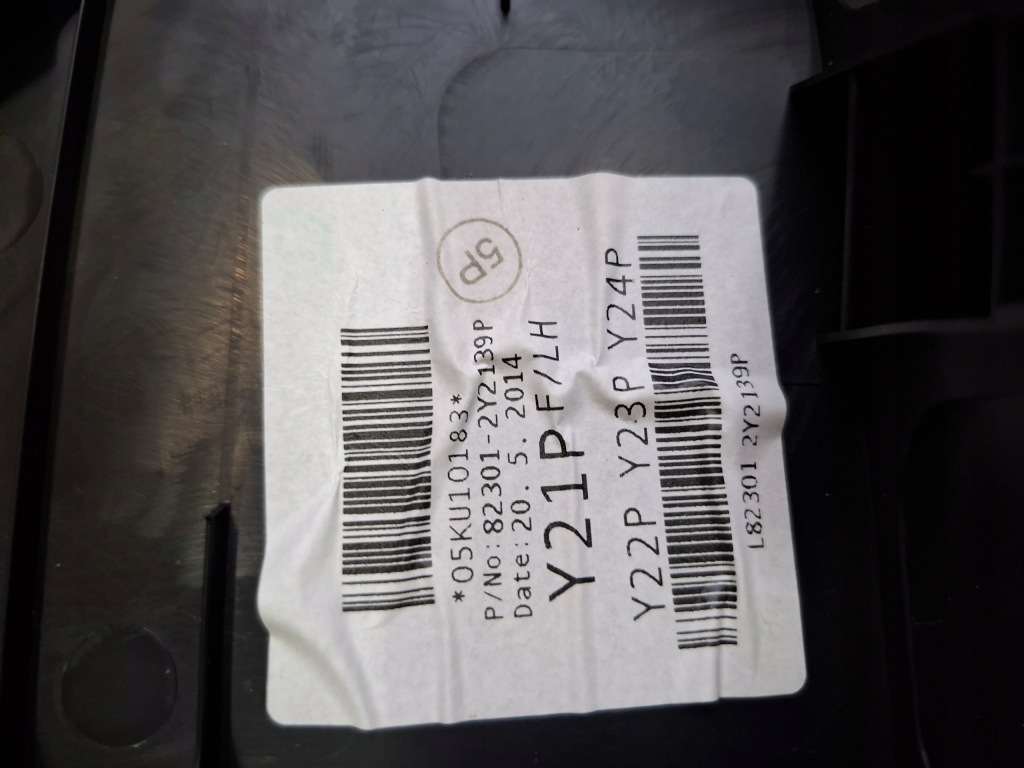 *05KU10183*
P/No:82301-2Y2139P
Date:20. 5. 2014
5P
Y21P F/LH
Y22P Y23P Y24P
L82301 2Y2139P